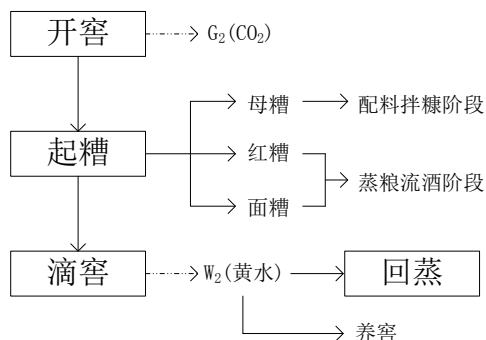 开窖
G₂(CO₂)
母糟
配料拌糠阶段
起糟
红糟
蒸粮流酒阶段
面糟
滴窖
W₂(黄水)
回蒸
养窖